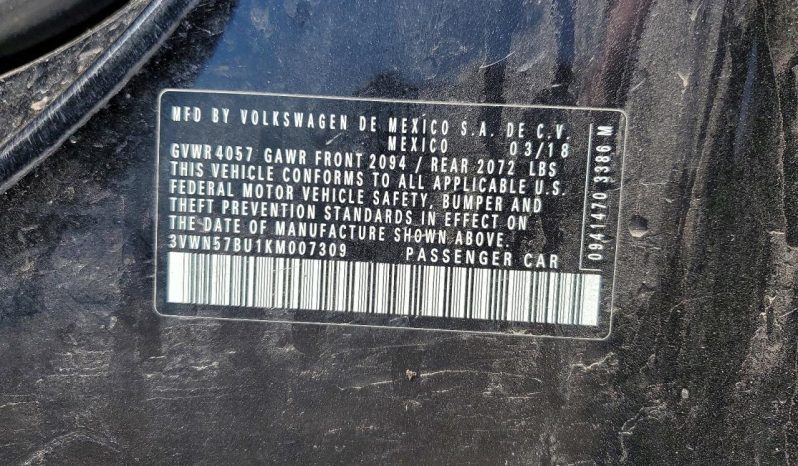 MFD BY VOLKSWAGEN DE MEXICO S.A. DE C.V.
MEXICO 03/18
GVWR 4057 GAWR FRONT 2094 / REAR 2072 LBS
THIS VEHICLE CONFORMS TO ALL APPLICABLE U.S.
FEDERAL MOTOR VEHICLE SAFETY, BUMPER AND
THEFT PREVENTION STANDARDS IN EFFECT ON
THE DATE OF MANUFACTURE SHOWN ABOVE.
3VWN57BU1KM007309 PASSENGER CAR
0941470 3386 M